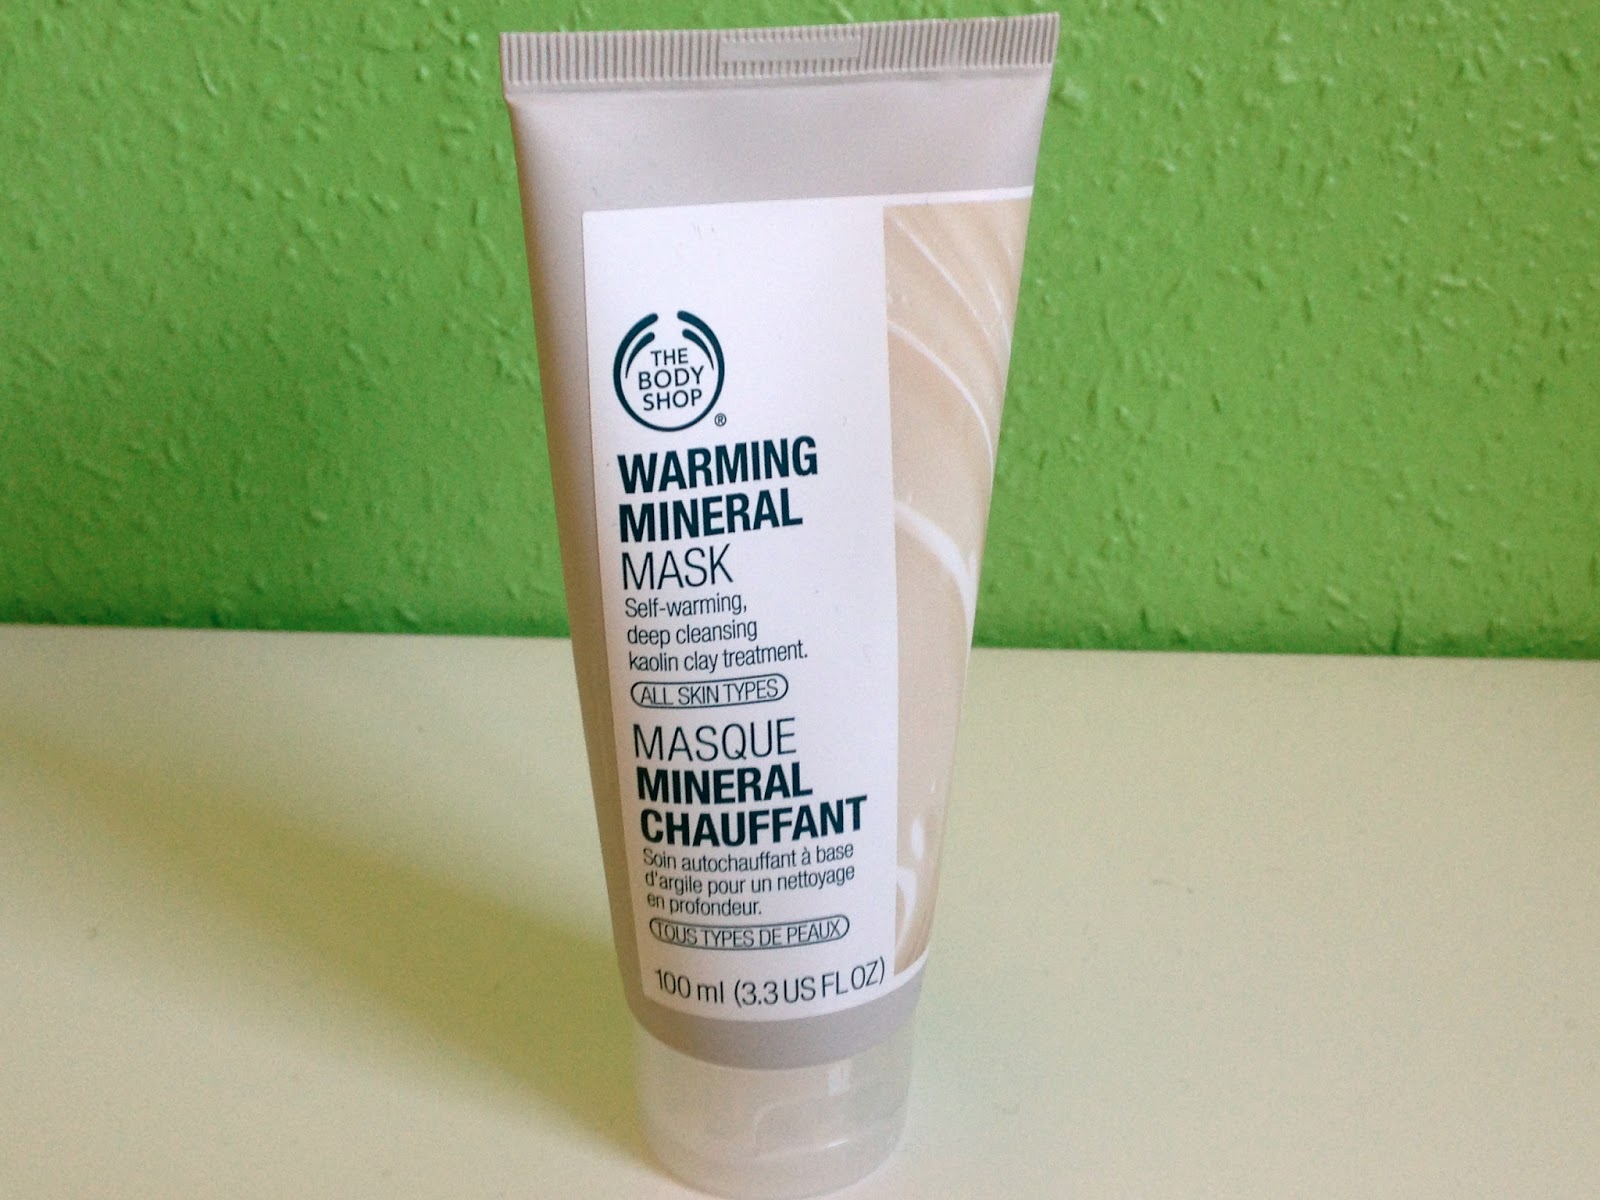 THE
BODY
SHOP
®
WARMING
MINERAL
MASK
Self-warming,
deep cleansing
kaolin clay treatment.
ALL SKIN TYPES
MASQUE
MINERAL
CHAUFFANT
Soin autochauffant à base
d'argile pour un nettoyage
en profondeur.
TOUS TYPES DE PEAUX
100 ml (3.3 US FL OZ)